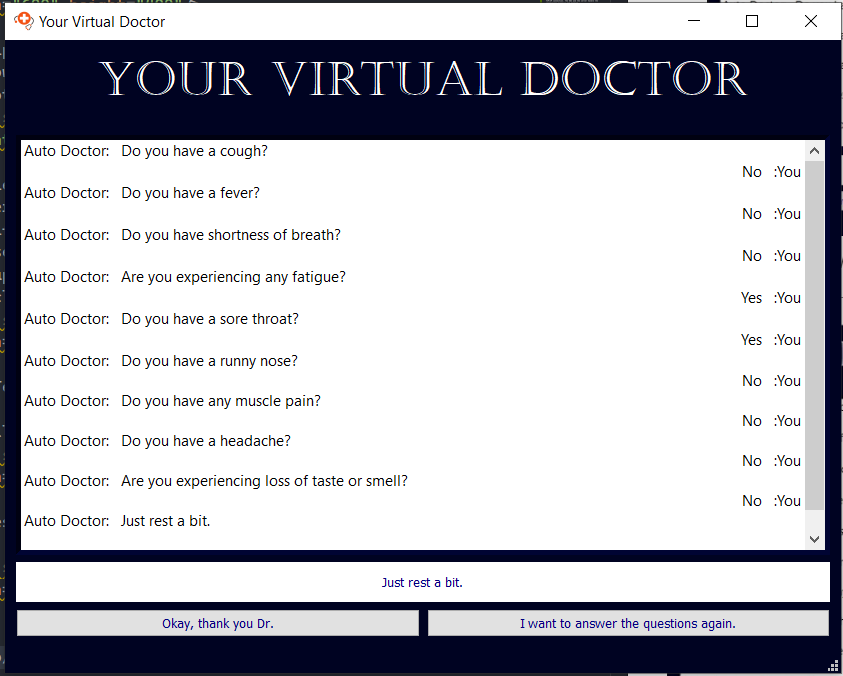 Your Virtual Doctor
YOUR VIRTUAL DOCTOR
Auto Doctor: Do you have a cough?
No :You
Auto Doctor: Do you have a fever?
No :You
Auto Doctor: Do you have shortness of breath?
No :You
Auto Doctor: Are you experiencing any fatigue?
Yes :You
Auto Doctor: Do you have a sore throat?
Yes :You
Auto Doctor: Do you have a runny nose?
No :You
Auto Doctor: Do you have any muscle pain?
No :You
Auto Doctor: Do you have a headache?
No :You
Auto Doctor: Are you experiencing loss of taste or smell?
No :You
Auto Doctor: Just rest a bit.
Just rest a bit.
Okay, thank you Dr.
I want to answer the questions again.